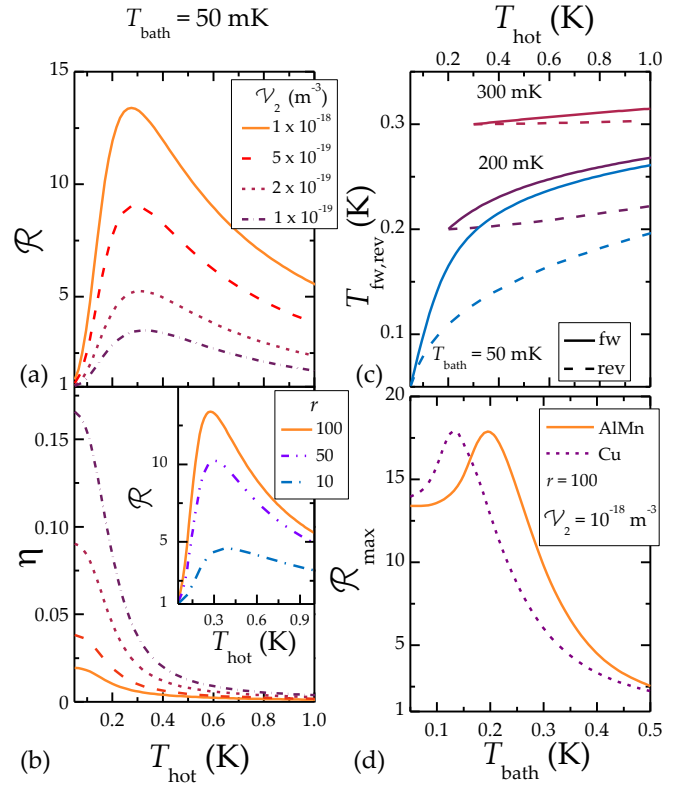 T_bath = 50 mK
15
10
5
1
ℛ
𝒱₂ (m⁻³)
1 x 10⁻¹⁸
5 x 10⁻¹⁹
2 x 10⁻¹⁹
1 x 10⁻¹⁹
(a)
T_hot (K)
0.2 0.4 0.6 0.8 1.0
0.3
0.2
0.1
T_fw,rev (K)
300 mK
200 mK
T_bath = 50 mK
fw
rev
(c)
0.15
0.10
0.05
0
η
0.2 0.4 0.6 0.8 1.0
T_hot (K)
(b)
10
5
1
ℛ
r
100
50
10
0.3 0.6 0.9
T_hot (K)
20
15
10
5
1
ℛ_max
AlMn
Cu
r = 100
𝒱₂ = 10⁻¹⁸ m⁻³
0.1 0.2 0.3 0.4 0.5
T_bath (K)
(d)